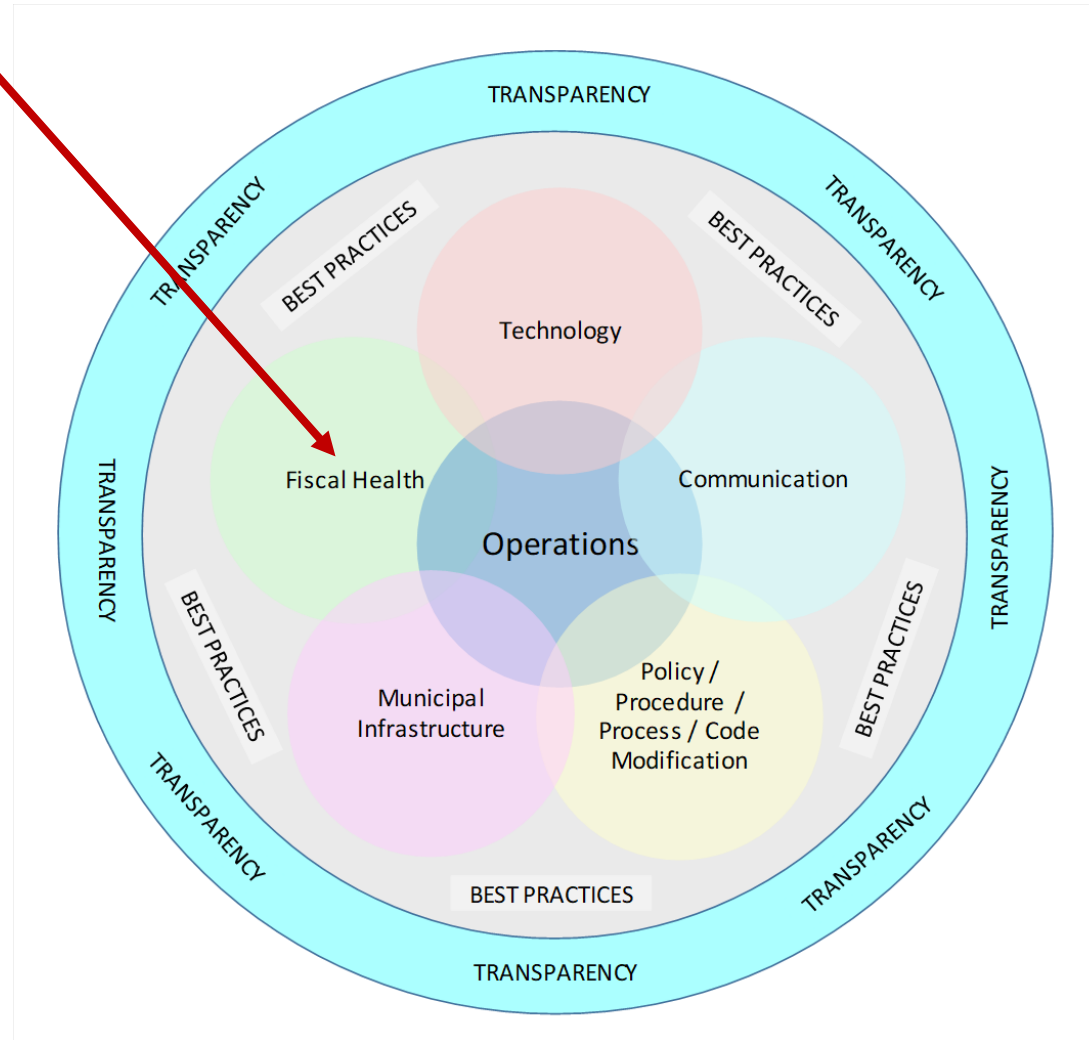 TRANSPARENCY
TRANSPARENCY
TRANSPARENCY
BEST PRACTICES
BEST PRACTICES
Technology
Fiscal Health
Communication
TRANSPARENCY
TRANSPARENCY
Operations
BEST PRACTICES
BEST PRACTICES
Municipal
Infrastructure
Policy /
Procedure /
Process / Code
Modification
TRANSPARENCY
TRANSPARENCY
BEST PRACTICES
TRANSPARENCY